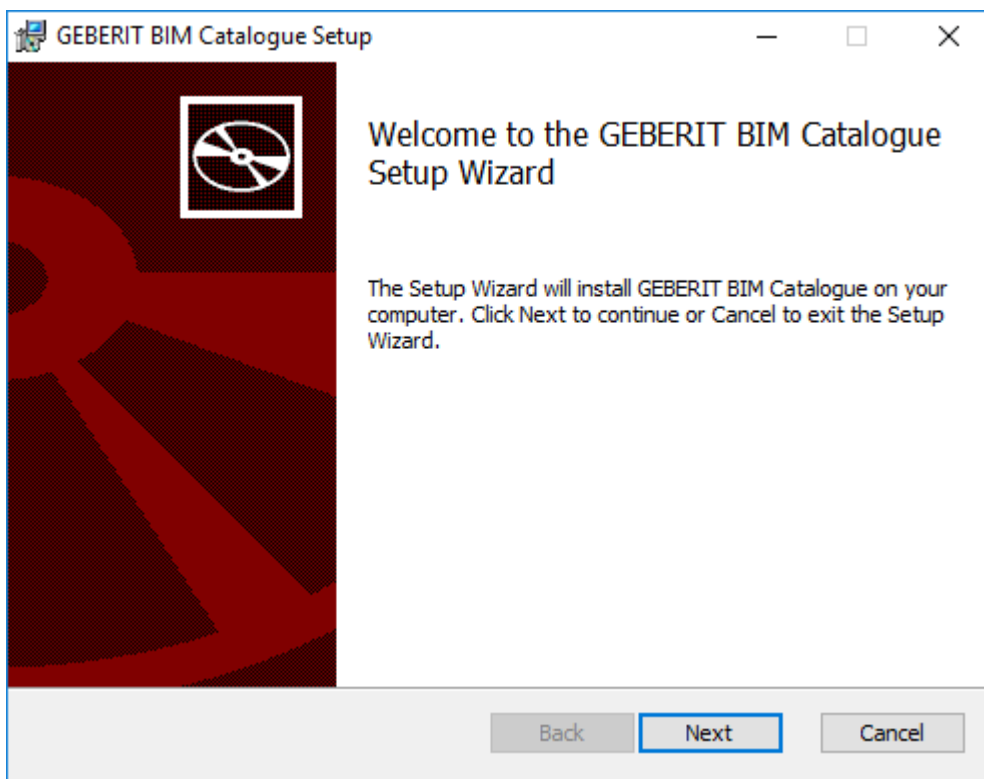 GEBERIT BIM Catalogue Setup
Welcome to the GEBERIT BIM Catalogue
Setup Wizard
The Setup Wizard will install GEBERIT BIM Catalogue on your
computer. Click Next to continue or Cancel to exit the Setup
Wizard.
Back Next Cancel